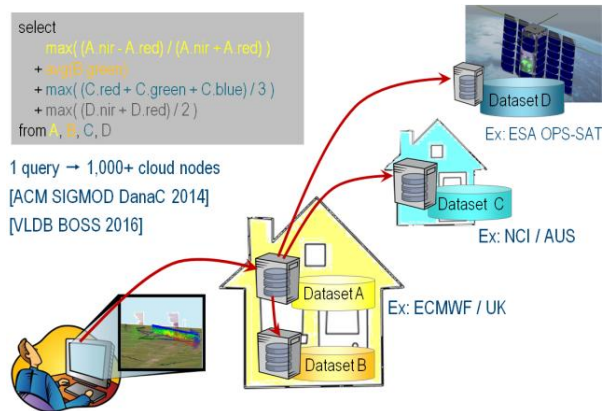 select
max( (A.nir - A.red) / (A.nir + A.red) )
+ avg(B.green)
+ max( (C.red + C.green + C.blue) / 3 )
+ max( (D.nir + D.red) / 2 )
from A, B, C, D
1 query → 1,000+ cloud nodes
[ACM SIGMOD DanaC 2014]
[VLDB BOSS 2016]
Dataset D
Ex: ESA OPS-SAT
Dataset C
Ex: NCI / AUS
Dataset A
Ex: ECMWF / UK
Dataset B